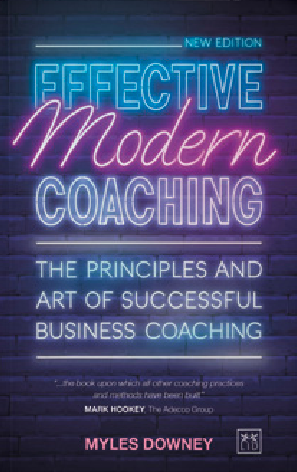 NEW EDITION
EFFECTIVE
Modern
COACHING
THE PRINCIPLES AND
ART OF SUCCESSFUL
BUSINESS COACHING
"...the book upon which all other coaching practices
and methods have been built."
MARK HOOKEY, The Adecco Group
MYLES DOWNEY
LID